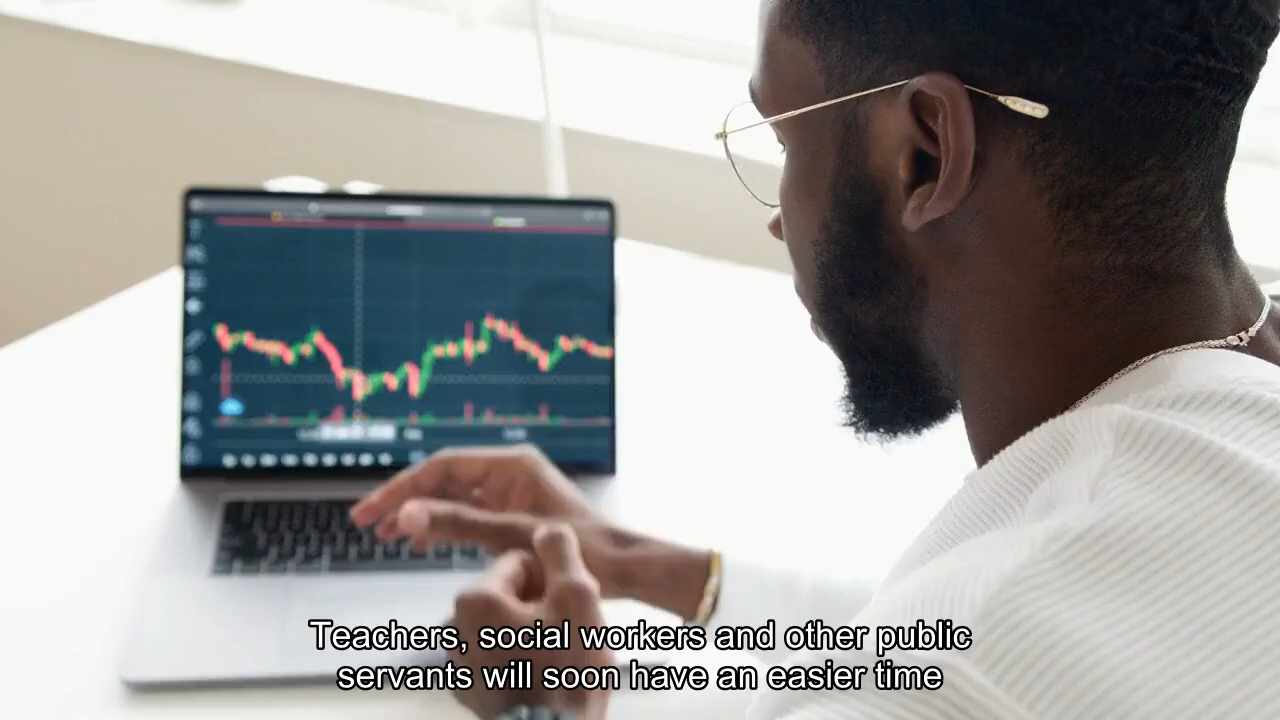 Teachers, social workers and other public
servants will soon have an easier time